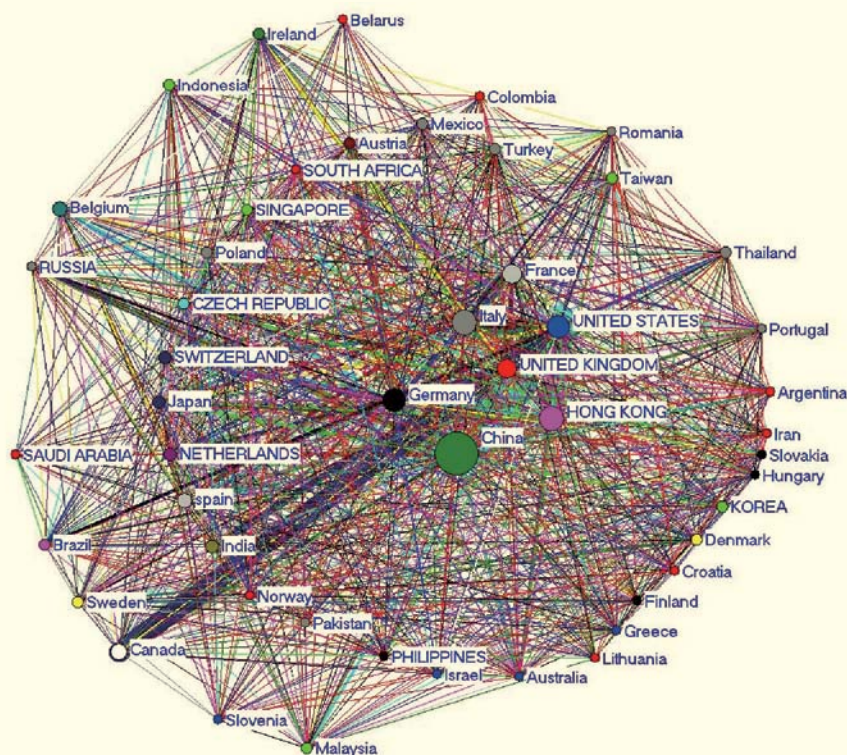 Belarus
Ireland
Indonesia
Colombia
Mexico
Romania
Austria
Turkey
SOUTH AFRICA
Taiwan
Belgium
SINGAPORE
Poland
Thailand
RUSSIA
France
CZECH REPUBLIC
Italy
UNITED STATES
Portugal
SWITZERLAND
UNITED KINGDOM
Germany
Argentina
Japan
HONG KONG
Iran
China
SAUDI ARABIA
NETHERLANDS
Slovakia
Hungary
spain
KOREA
Brazil
India
Denmark
Croatia
Sweden
Norway
Finland
Pakistan
Greece
Canada
PHILIPPINES
Lithuania
Israel
Australia
Slovenia
Malaysia